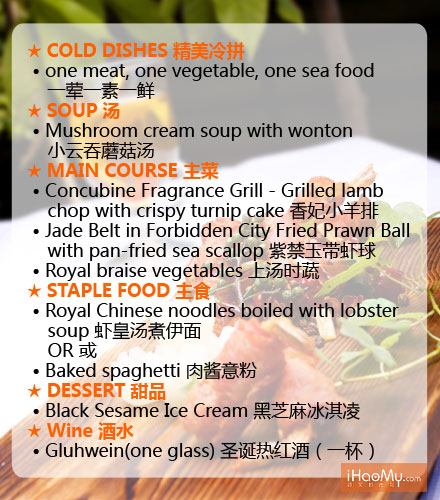 ★ COLD DISHES 精美冷拼
• one meat, one vegetable, one sea food
一荤一素一鲜
★ SOUP 汤
• Mushroom cream soup with wonton
小云吞蘑菇汤
★ MAIN COURSE 主菜
• Concubine Fragrance Grill - Grilled lamb
chop with crispy turnip cake 香妃小羊排
• Jade Belt in Forbidden City Fried Prawn Ball
with pan-fried sea scallop 紫禁玉带虾球
• Royal braise vegetables 上汤时蔬
★ STAPLE FOOD 主食
• Royal Chinese noodles boiled with lobster
soup 虾皇汤煮伊面
OR 或
• Baked spaghetti 肉酱意粉
★ DESSERT 甜品
• Black Sesame Ice Cream 黑芝麻冰淇凌
★ Wine 酒水
• Gluhwein(one glass) 圣诞热红酒（一杯）
iHaoMy.com